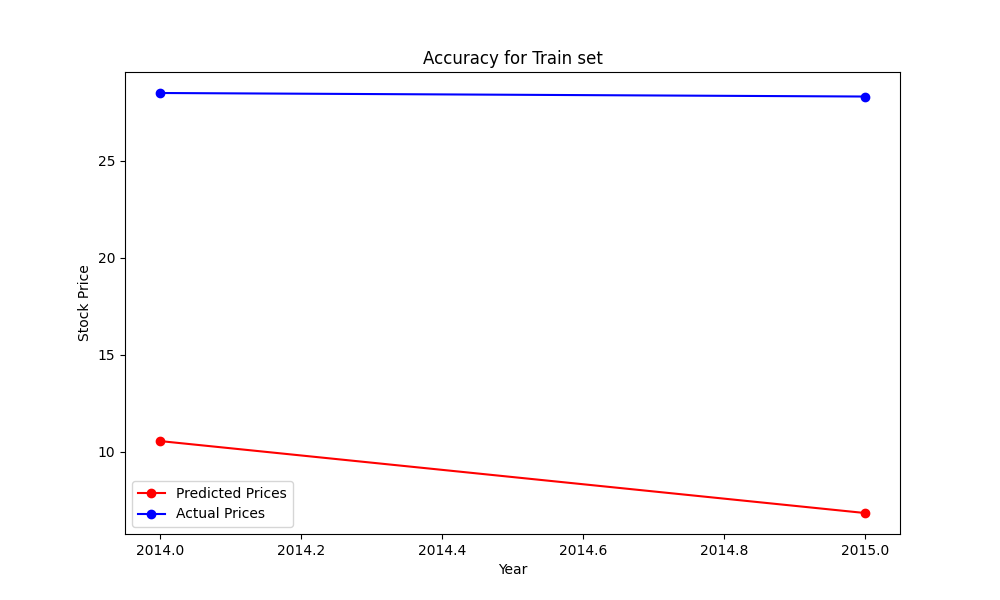 Accuracy for Train set
Stock Price
25
20
15
10
Predicted Prices
Actual Prices
2014.0 2014.2 2014.4 2014.6 2014.8 2015.0
Year